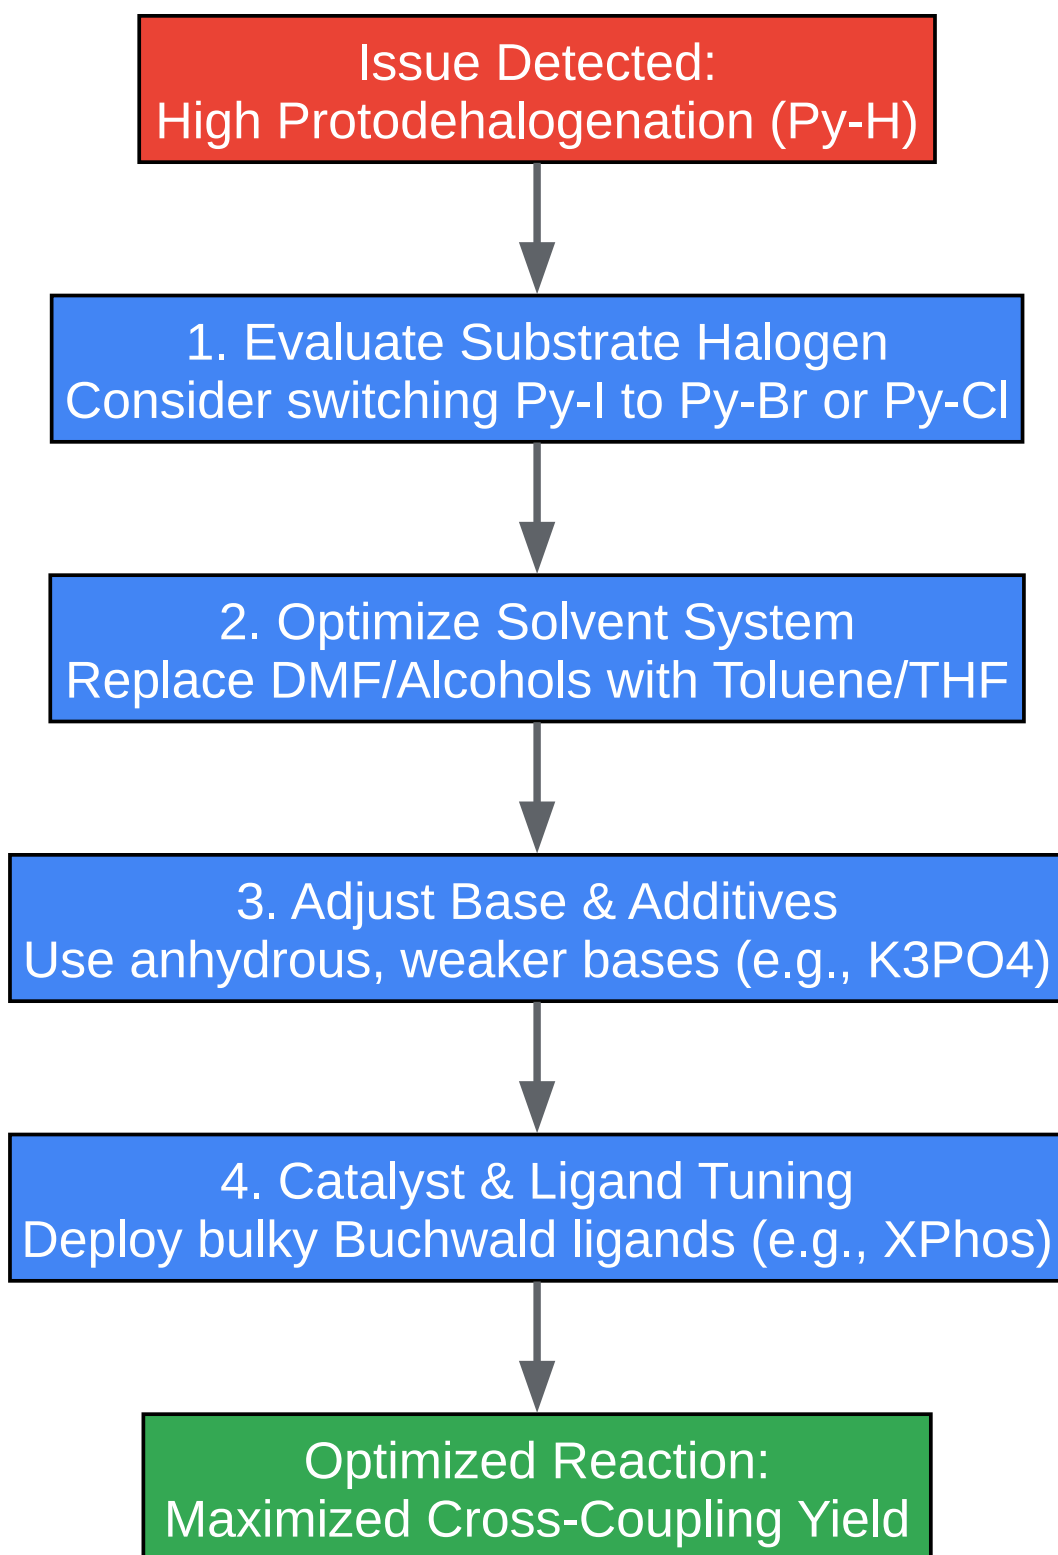 Issue Detected:
High Protodehalogenation (Py-H)
1. Evaluate Substrate Halogen
Consider switching Py-I to Py-Br or Py-Cl
2. Optimize Solvent System
Replace DMF/Alcohols with Toluene/THF
3. Adjust Base & Additives
Use anhydrous, weaker bases (e.g., K3PO4)
4. Catalyst & Ligand Tuning
Deploy bulky Buchwald ligands (e.g., XPhos)
Optimized Reaction:
Maximized Cross-Coupling Yield